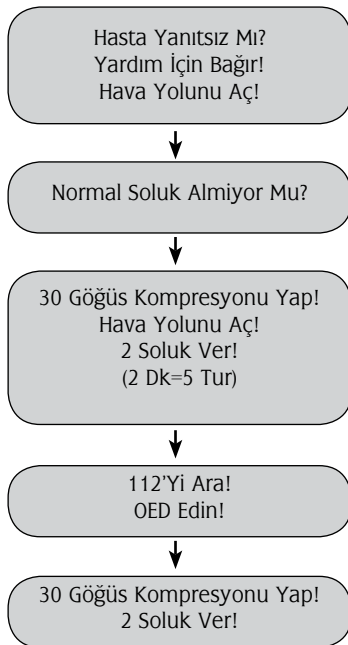 Hasta Yanıtsız Mı?
Yardım İçin Bağır!
Hava Yolunu Aç!
Normal Soluk Almiyor Mu?
30 Göğüs Kompresyonu Yap!
Hava Yolunu Aç!
2 Soluk Ver!
(2 Dk=5 Tur)
112'Yi Ara!
OED Edin!
30 Göğüs Kompresyonu Yap!
2 Soluk Ver!